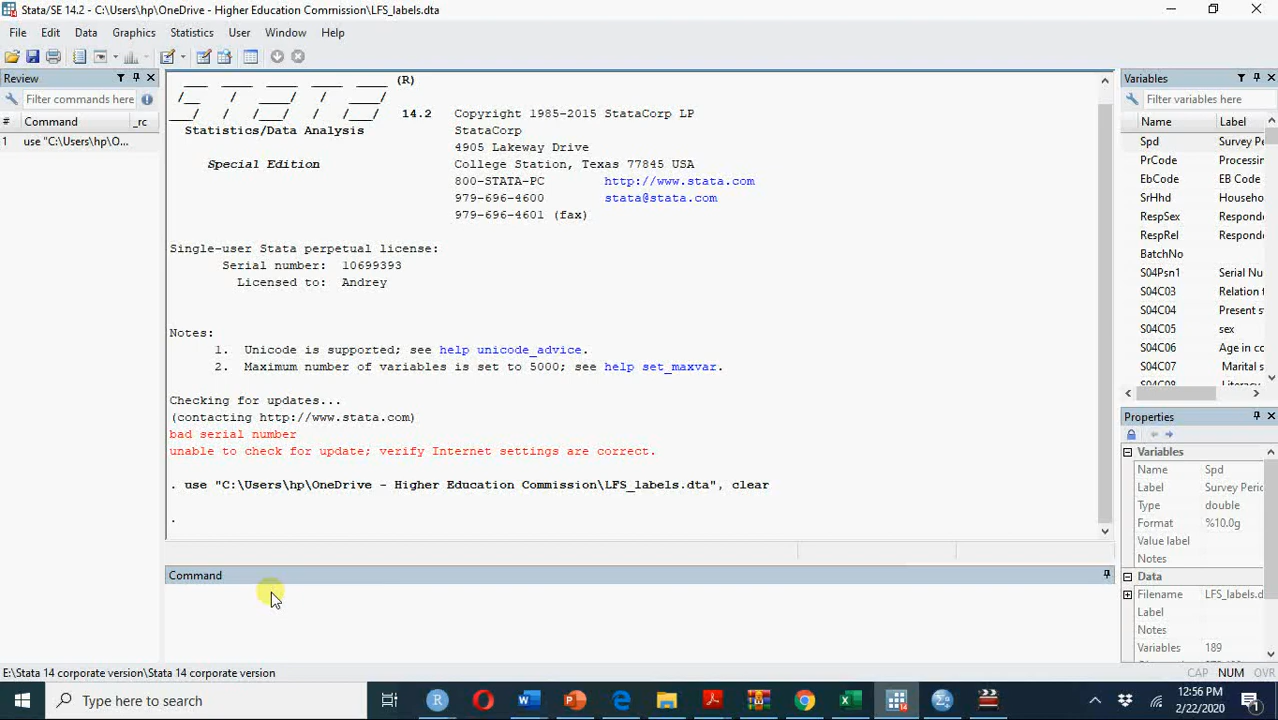 Stata/SE 14.2 - C:\Users\hp\OneDrive - Higher Education Commission\LFS_labels.dta
File Edit Data Graphics Statistics User Window Help
Review
Filter commands here
# Command _rc
1 use "C:\Users\hp\O...
(R)
14.2 Copyright 1985-2015 StataCorp LP
Statistics/Data Analysis StataCorp
4905 Lakeway Drive
Special Edition College Station, Texas 77845 USA
800-STATA-PC http://www.stata.com
979-696-4600 stata@stata.com
979-696-4601 (fax)
Single-user Stata perpetual license:
Serial number: 10699393
Licensed to: Andrey
Notes:
1. Unicode is supported; see help unicode_advice.
2. Maximum number of variables is set to 5000; see help set_maxvar.
Checking for updates...
(contacting http://www.stata.com)
bad serial number
unable to check for update; verify Internet settings are correct.
. use "C:\Users\hp\OneDrive - Higher Education Commission\LFS_labels.dta", clear
.
Command
Variables
Filter variables here
Name Label
Spd Survey Pe
PrCode Processin
EbCode EB Code
SrHhd Househo
RespSex Responde
RespRel Responde
BatchNo
S04Psn1 Serial Nu
S04C03 Relation t
S04C04 Present s
S04C05 sex
S04C06 Age in co
S04C07 Marital s
S04C08 Literacy
Properties
Variables
Name Spd
Label Survey Peric
Type double
Format %10.0g
Value label
Notes
Data
Filename LFS_labels.d
Label
Notes
Variables 189
E:\Stata 14 corporate version\Stata 14 corporate version
CAP NUM OVR
Type here to search
12:56 PM
2/22/2020